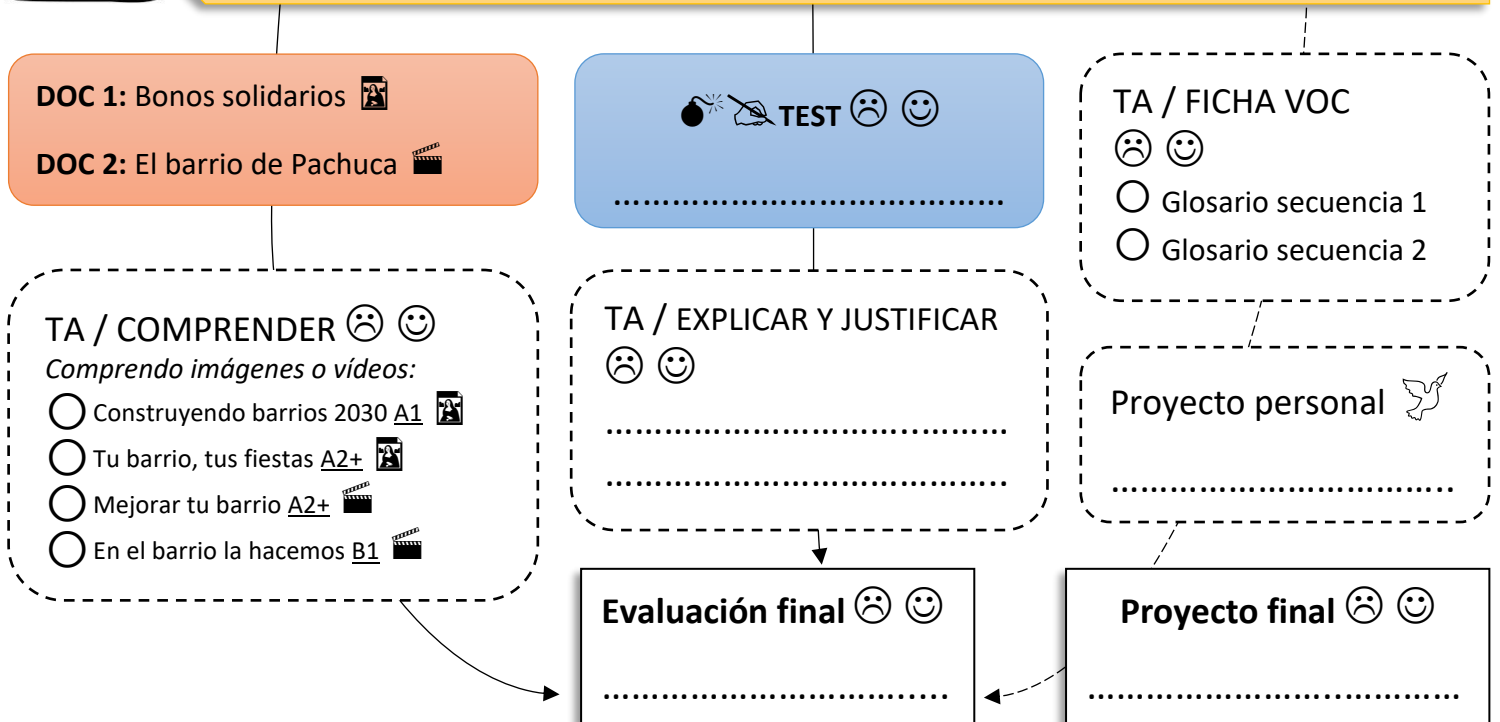 DOC 1: Bonos solidarios
DOC 2: El barrio de Pachuca
TA / COMPRENDER ☹ ☺
Comprendo imágenes o vídeos:
Construyendo barrios 2030 A1
Tu barrio, tus fiestas A2+
Mejorar tu barrio A2+
En el barrio la hacemos B1
TEST ☹ ☺
……………………………………
TA / EXPLICAR Y JUSTIFICAR
☹ ☺
……………………………………
……………………………………
Evaluación final ☹ ☺
………………………………
TA / FICHA VOC
☹ ☺
Glosario secuencia 1
Glosario secuencia 2
Proyecto personal
………………………………
Proyecto final ☹ ☺
…………………………………